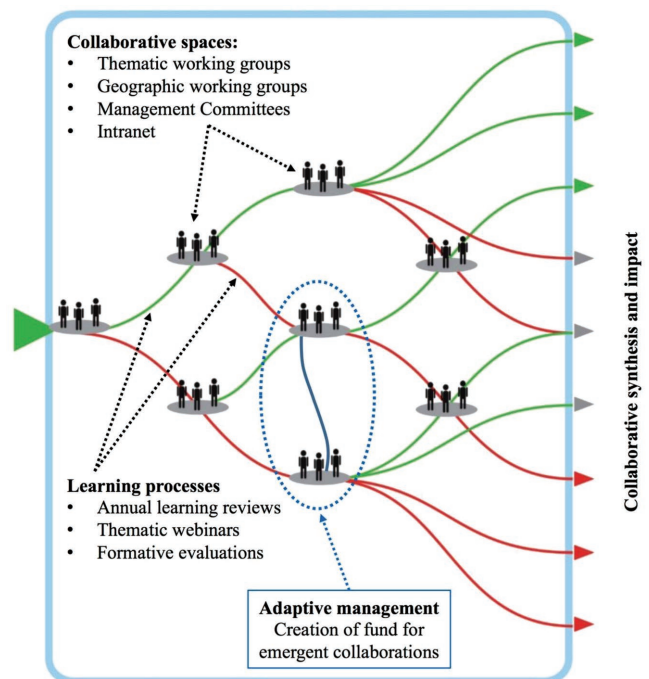 Collaborative spaces:
• Thematic working groups
• Geographic working groups
• Management Committees
• Intranet
Learning processes
• Annual learning reviews
• Thematic webinars
• Formative evaluations
Adaptive management
Creation of fund for
emergent collaborations
Collaborative synthesis and impact